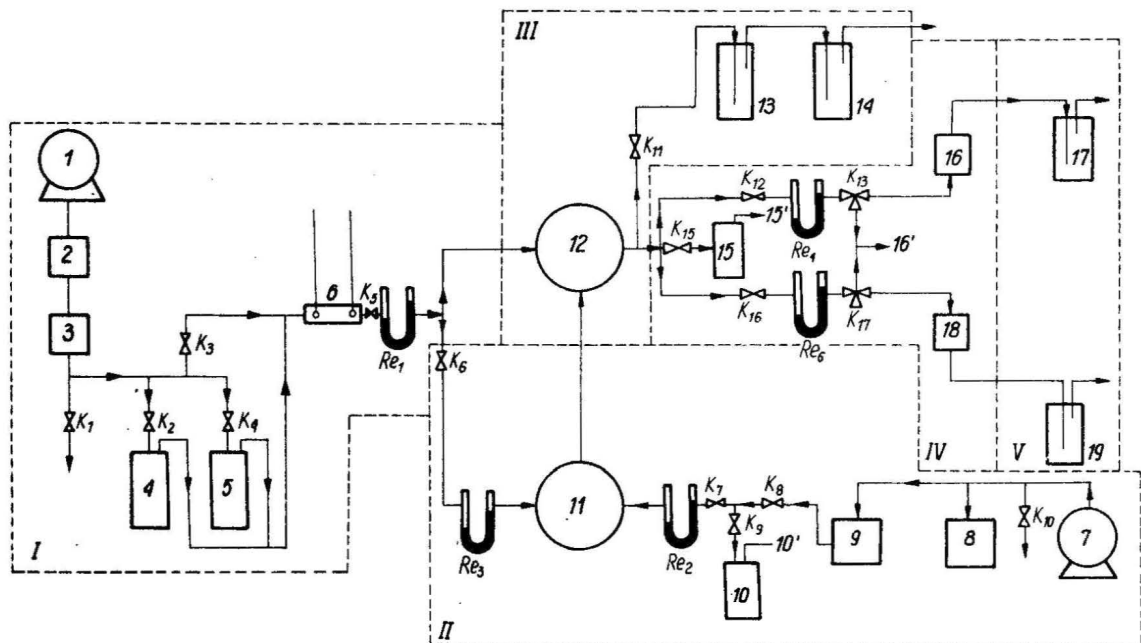 III
13
14
1
K₁₁
16
17
K₁₂
K₁₃
2
12
K₁₅
15
15'
Re₄
16'
6
K₅
3
K₃
K₁₆
K₁₇
18
Re₁
K₆
Re₆
K₁
K₂
K₄
19
IV
V
4
5
K₇
K₈
11
K₉
K₁₀
9
8
7
I
Re₃
Re₂
10'
10
II